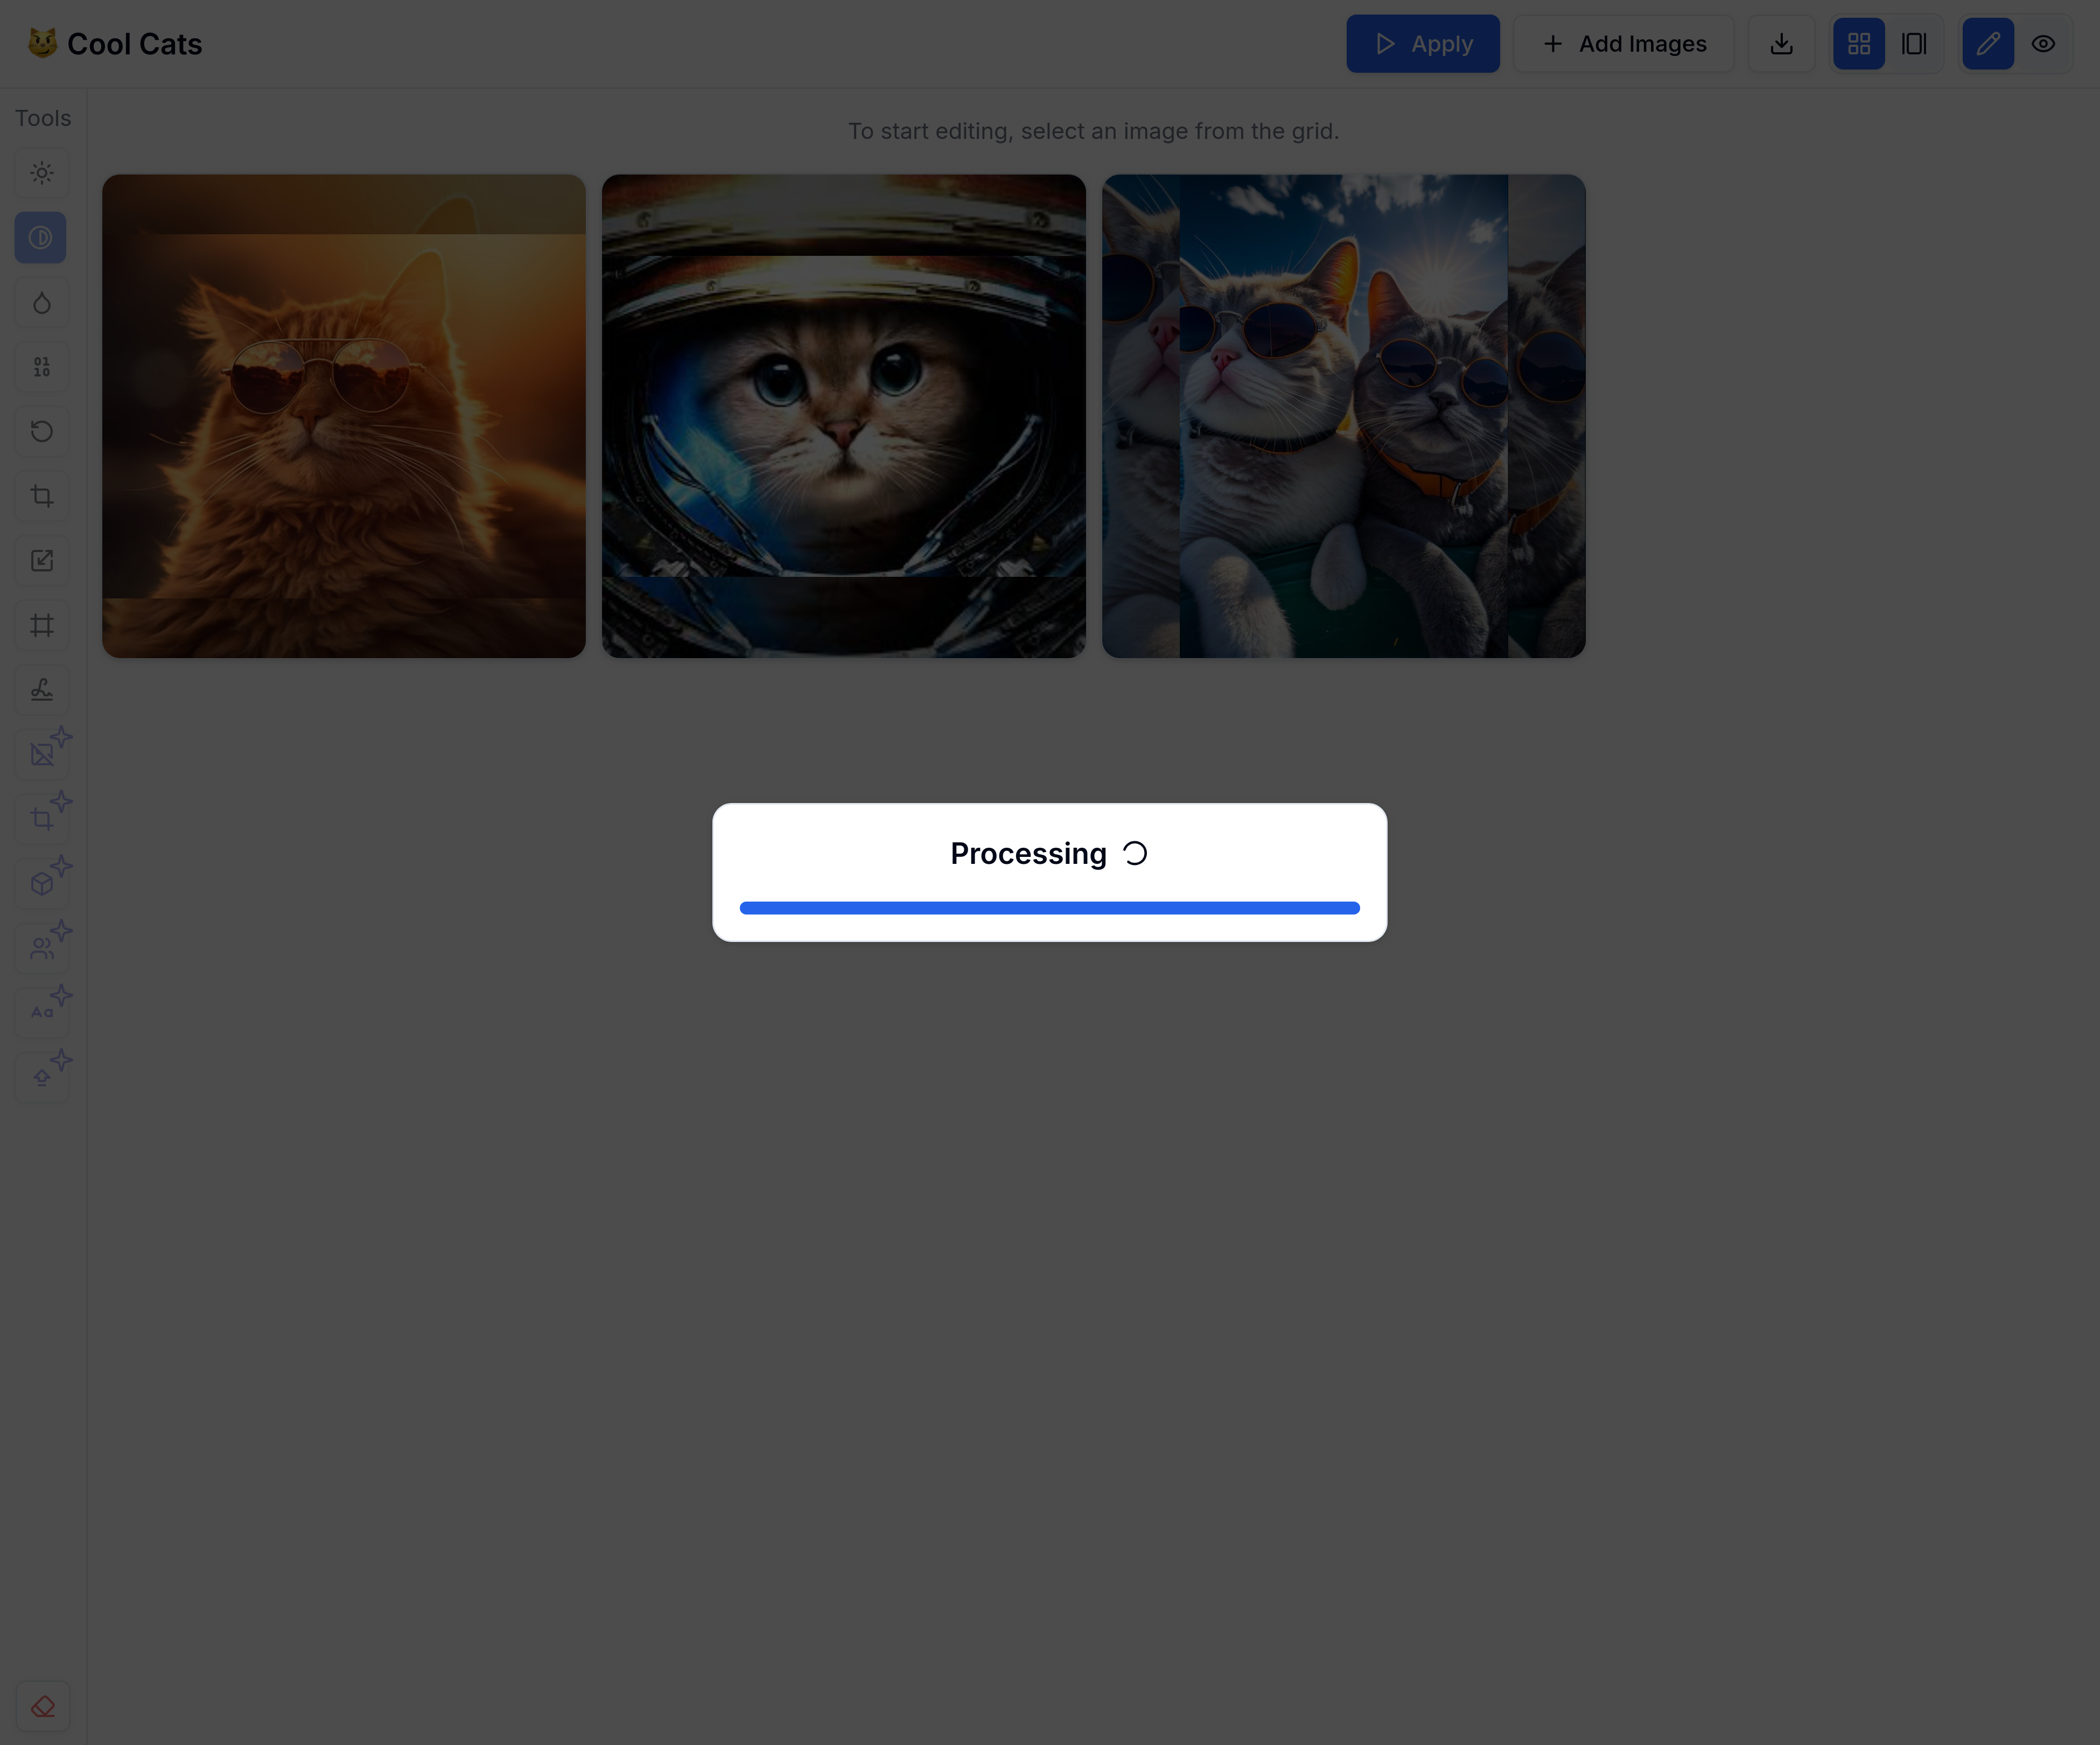 😼 Cool Cats
Apply
Add Images
Tools
To start editing, select an image from the grid.
01
10
Aa
Processing